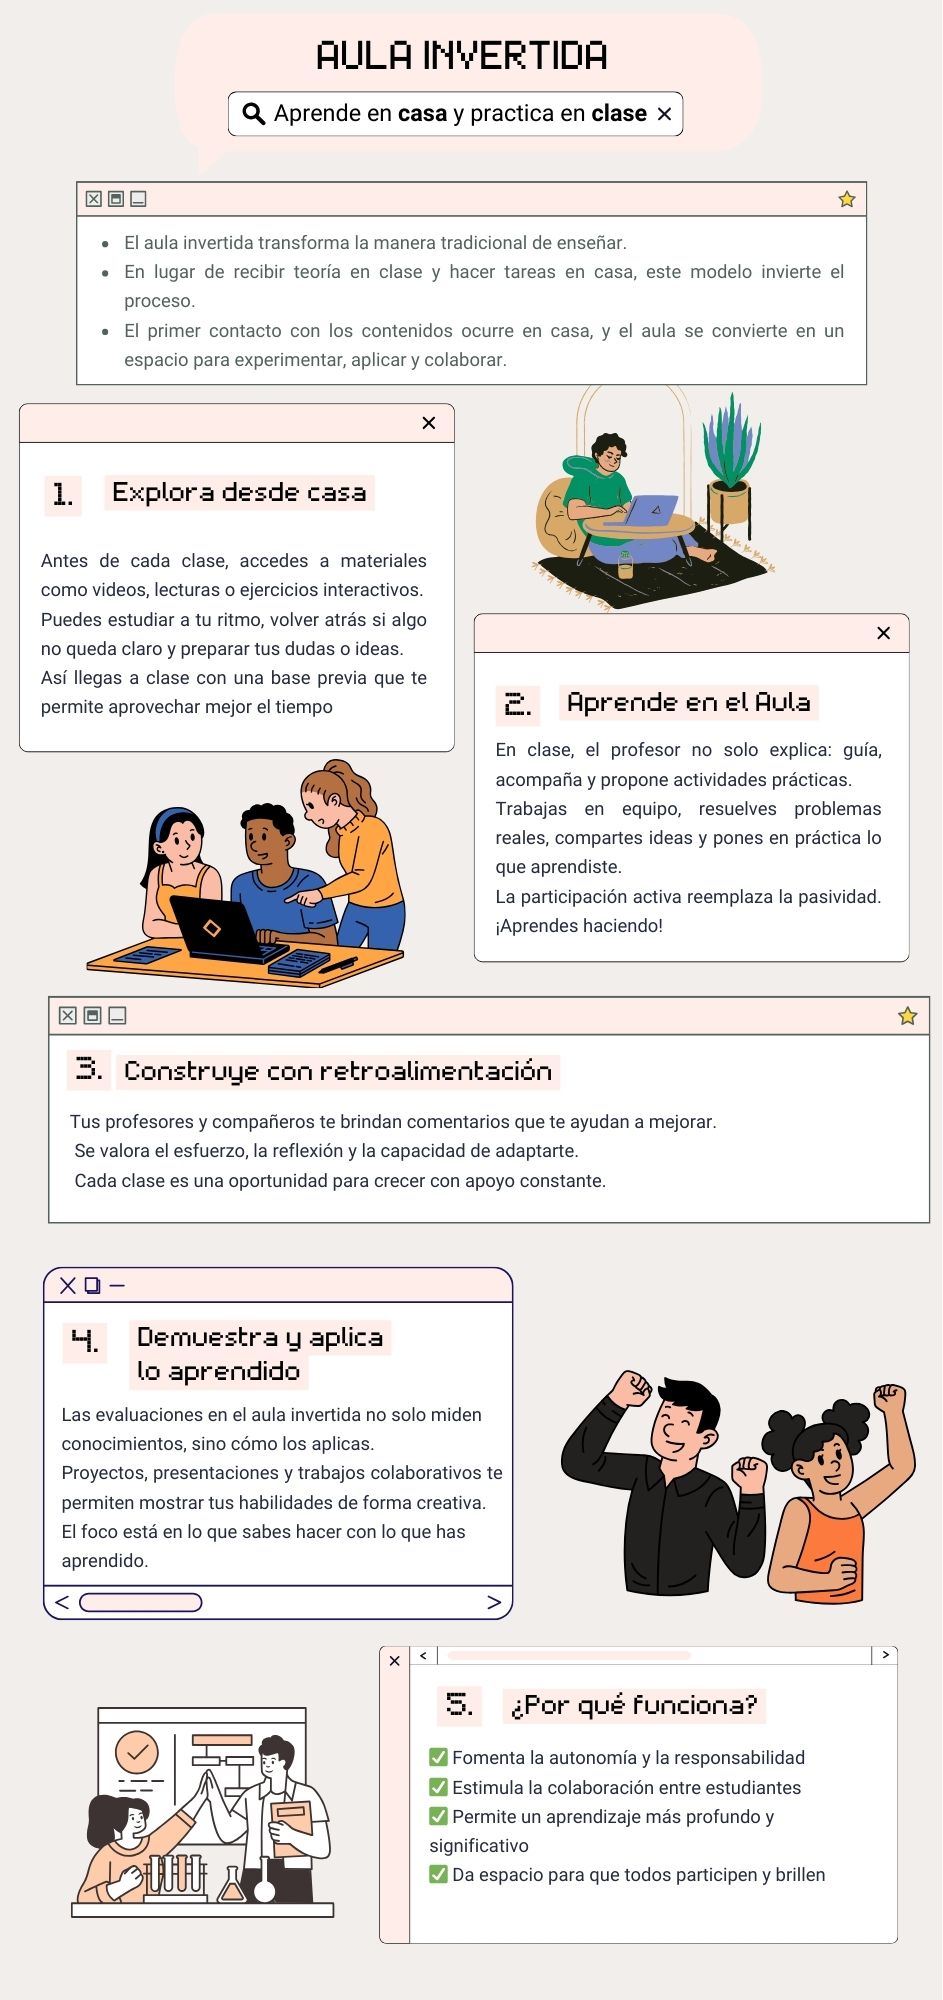 AULA INVERTIDA
Aprende en casa y practica en clase
El aula invertida transforma la manera tradicional de enseñar.
En lugar de recibir teoría en clase y hacer tareas en casa, este modelo invierte el
proceso.
El primer contacto con los contenidos ocurre en casa, y el aula se convierte en un
espacio para experimentar, aplicar y colaborar.
1. Explora desde casa
Antes de cada clase, accedes a materiales
como videos, lecturas o ejercicios interactivos.
Puedes estudiar a tu ritmo, volver atrás si algo
no queda claro y preparar tus dudas o ideas.
Así llegas a clase con una base previa que te
permite aprovechar mejor el tiempo
2. Aprende en el Aula
En clase, el profesor no solo explica: guía,
acompaña y propone actividades prácticas.
Trabajas en equipo, resuelves problemas
reales, compartes ideas y pones en práctica lo
que aprendiste.
La participación activa reemplaza la pasividad.
¡Aprendes haciendo!
3. Construye con retroalimentación
Tus profesores y compañeros te brindan comentarios que te ayudan a mejorar.
Se valora el esfuerzo, la reflexión y la capacidad de adaptarte.
Cada clase es una oportunidad para crecer con apoyo constante.
4. Demuestra y aplica
lo aprendido
Las evaluaciones en el aula invertida no solo miden
conocimientos, sino cómo los aplicas.
Proyectos, presentaciones y trabajos colaborativos te
permiten mostrar tus habilidades de forma creativa.
El foco está en lo que sabes hacer con lo que has
aprendido.
5. ¿Por qué funciona?
✅ Fomenta la autonomía y la responsabilidad
✅ Estimula la colaboración entre estudiantes
✅ Permite un aprendizaje más profundo y
significativo
✅ Da espacio para que todos participen y brillen